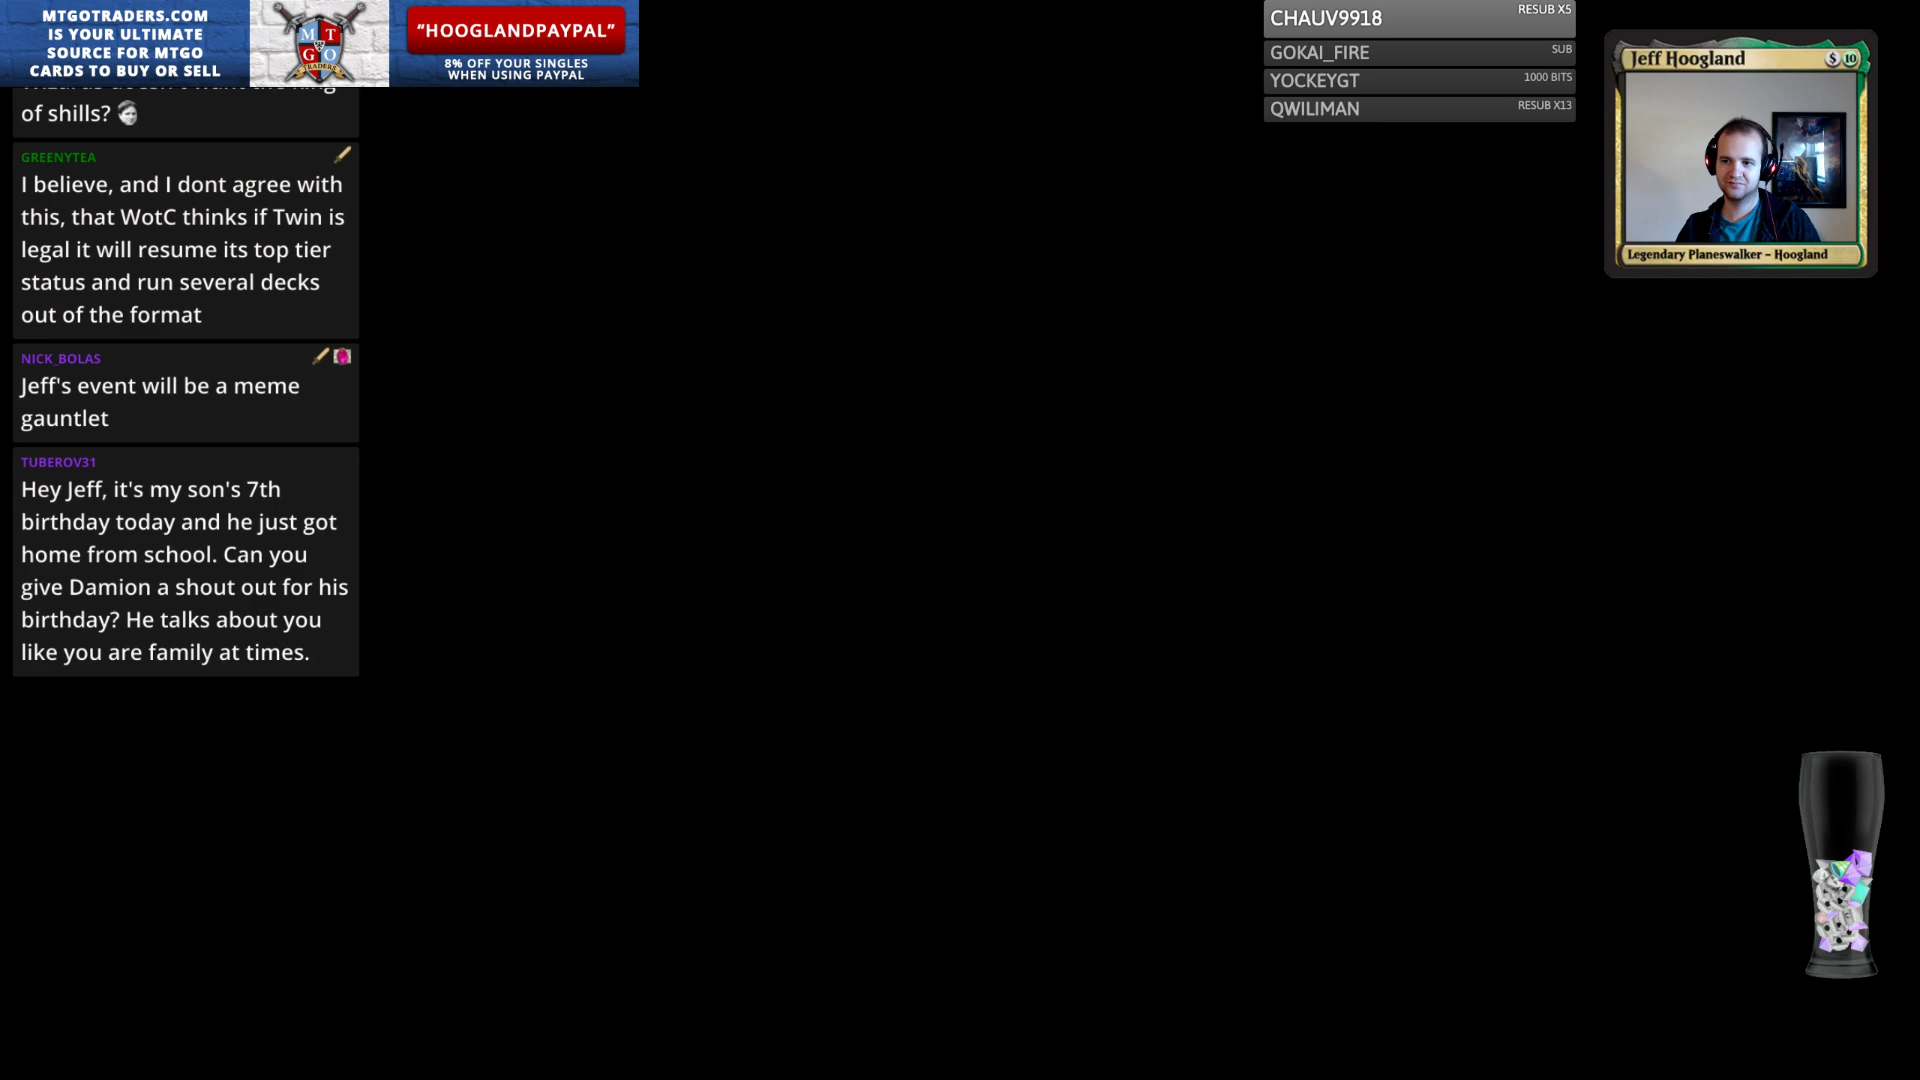 MTGOTRADERS.COM
IS YOUR ULTIMATE
SOURCE FOR MTGO
CARDS TO BUY OR SELL
M T
G O
TRADERS
"HOOGLANDPAYPAL"
8% OFF YOUR SINGLES
WHEN USING PAYPAL
of shills?
GREENYTEA
I believe, and I dont agree with
this, that WotC thinks if Twin is
legal it will resume its top tier
status and run several decks
out of the format
NICK_BOLAS
Jeff's event will be a meme
gauntlet
TUBEROV31
Hey Jeff, it's my son's 7th
birthday today and he just got
home from school. Can you
give Damion a shout out for his
birthday? He talks about you
like you are family at times.
CHAUV9918 RESUB X5
GOKAI_FIRE SUB
YOCKEYGT 1000 BITS
QWILIMAN RESUB X13
Jeff Hoogland $ 10
Legendary Planeswalker – Hoogland